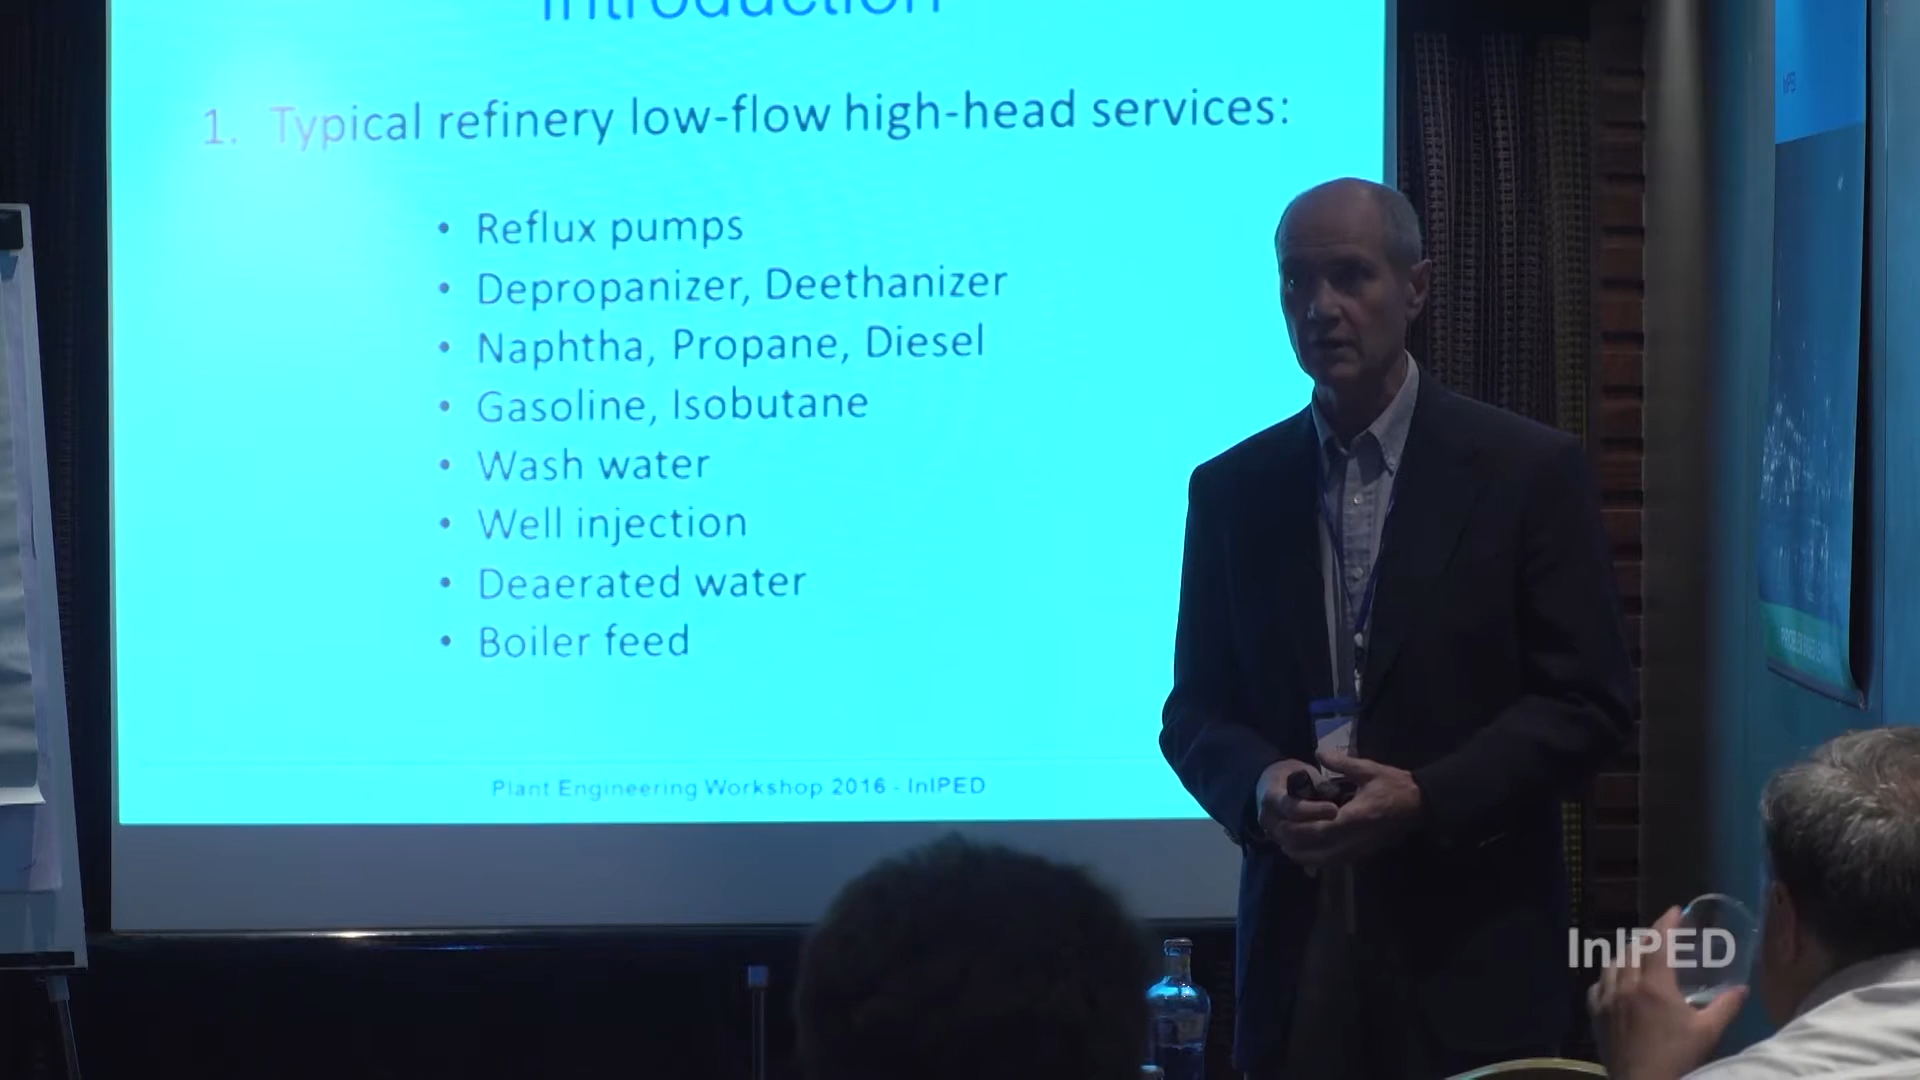 Introduction
1. Typical refinery low-flow high-head services:
• Reflux pumps
• Depropanizer, Deethanizer
• Naphtha, Propane, Diesel
• Gasoline, Isobutane
• Wash water
• Well injection
• Deaerated water
• Boiler feed
Plant Engineering Workshop 2016 - InIPED
InIPED